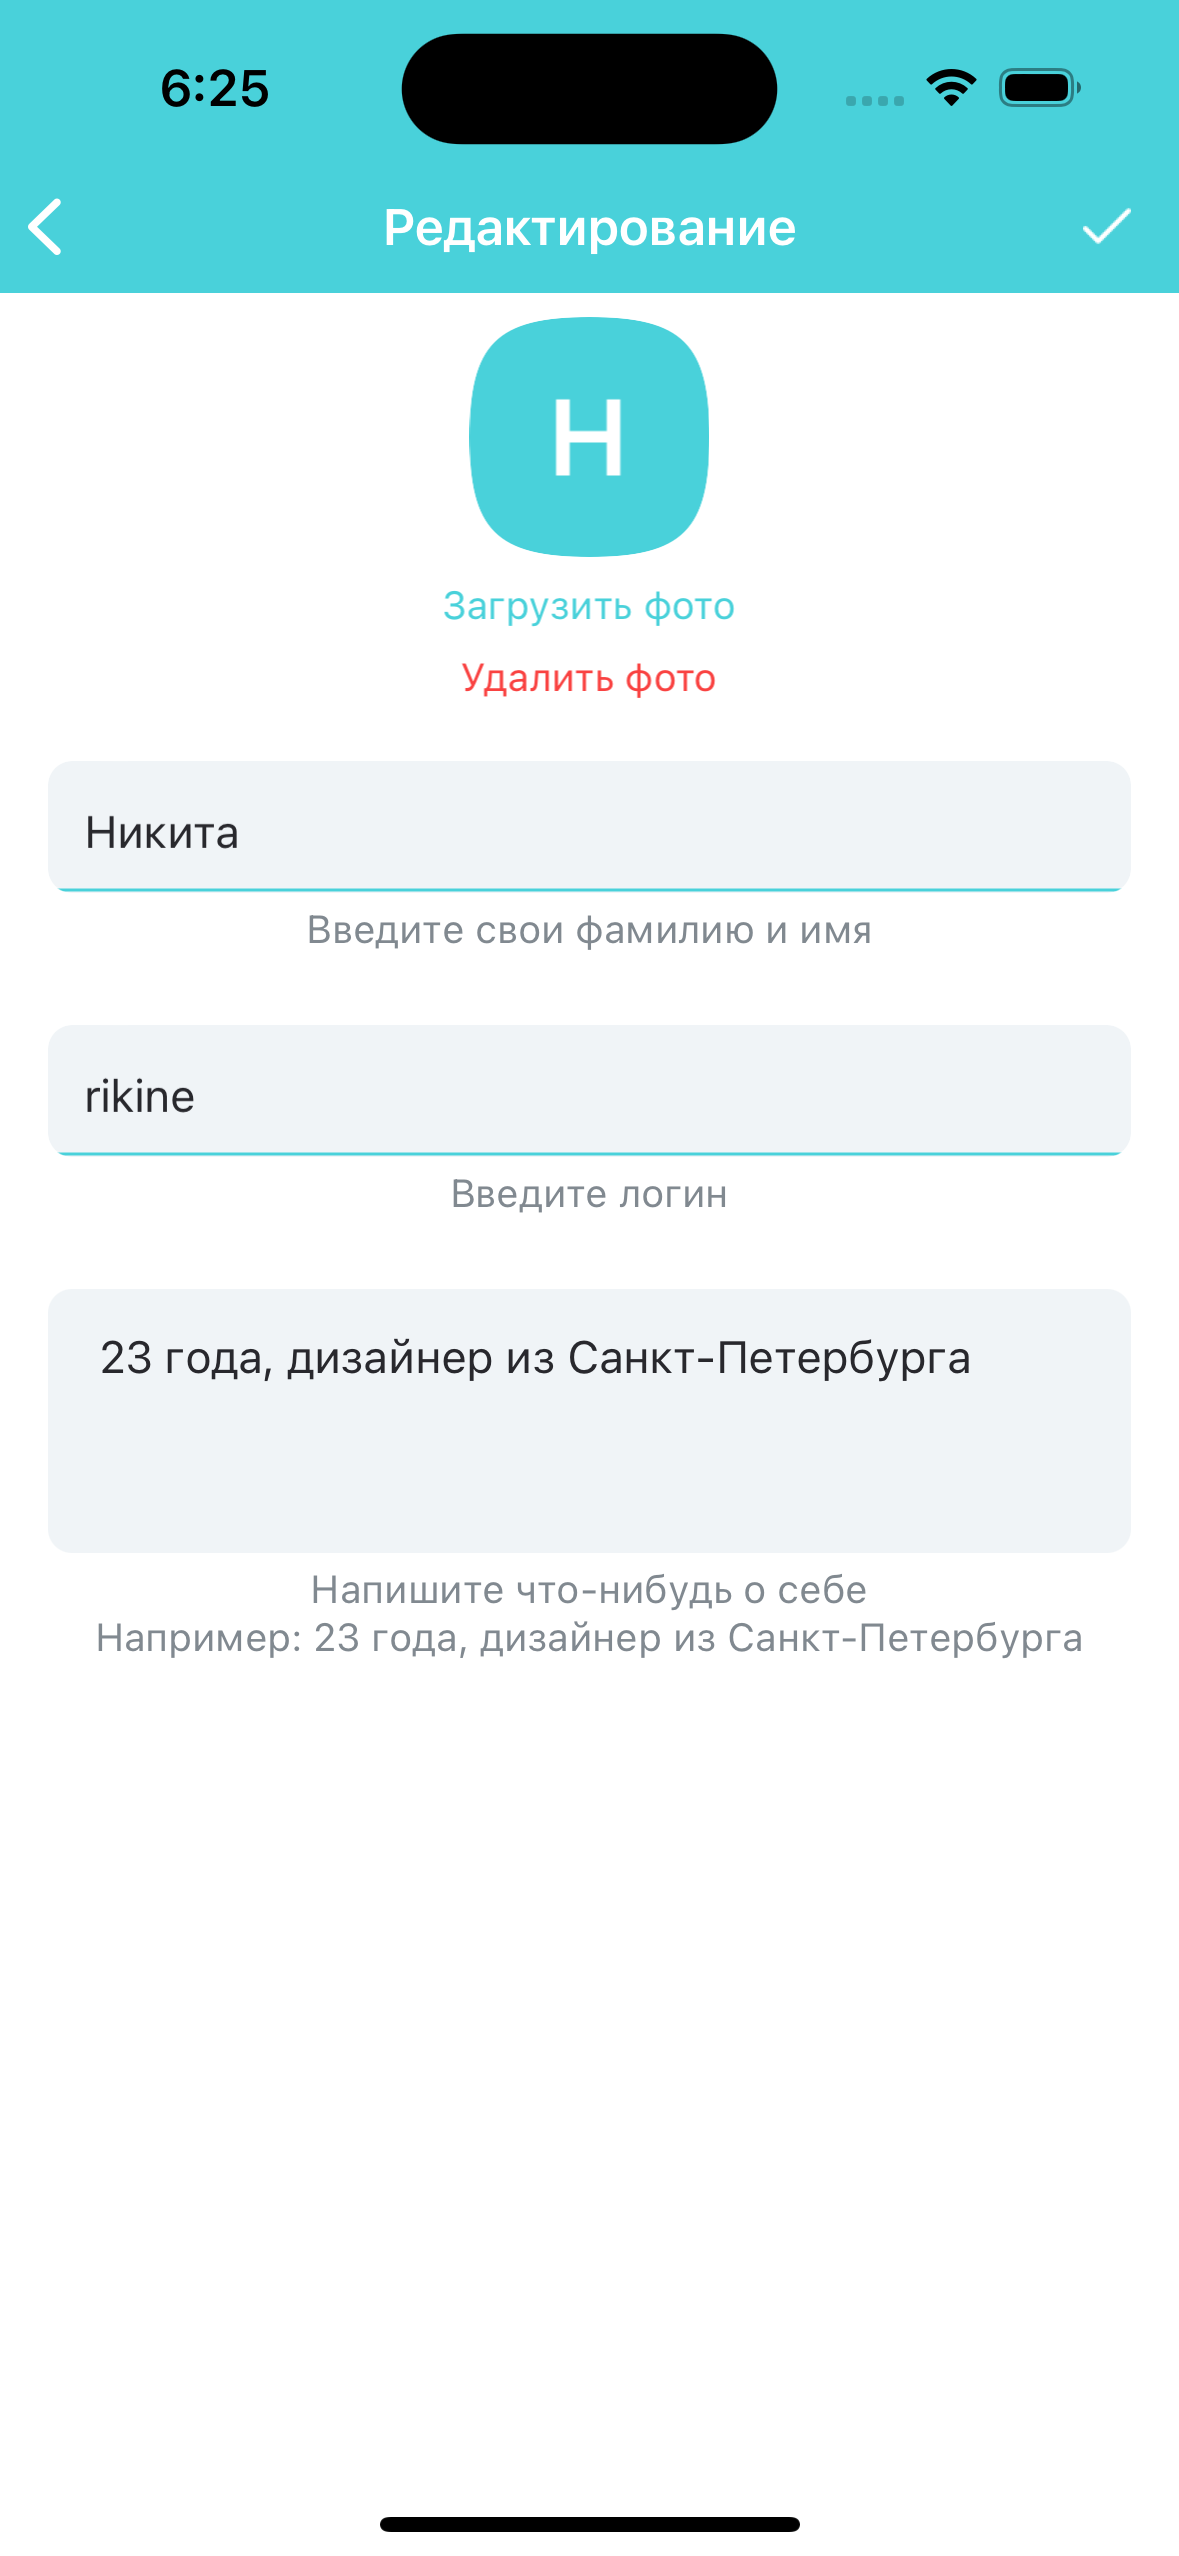 6:25
Редактирование
Н
Загрузить фото
Удалить фото
Никита
Введите свои фамилию и имя
rikine
Введите логин
23 года, дизайнер из Санкт-Петербурга
Напишите что-нибудь о себе
Например: 23 года, дизайнер из Санкт-Петербурга